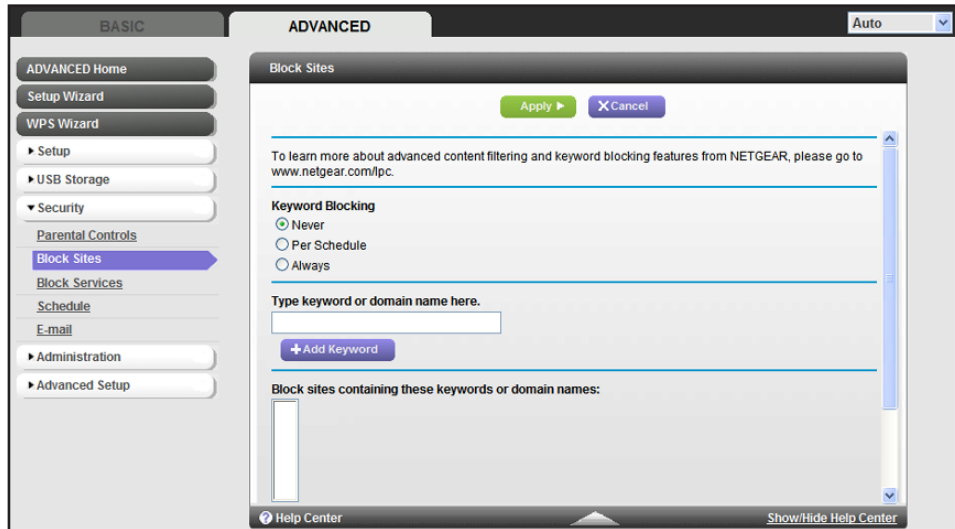 BASIC
ADVANCED
Auto
ADVANCED Home
Setup Wizard
WPS Wizard
Setup
USB Storage
Security
Parental Controls
Block Sites
Block Services
Schedule
E-mail
Administration
Advanced Setup
Block Sites
Apply
Cancel
To learn more about advanced content filtering and keyword blocking features from NETGEAR, please go to
www.netgear.com/lpc.
Keyword Blocking
Never
Per Schedule
Always
Type keyword or domain name here.
+Add Keyword
Block sites containing these keywords or domain names:
Help Center
Show/Hide Help Center